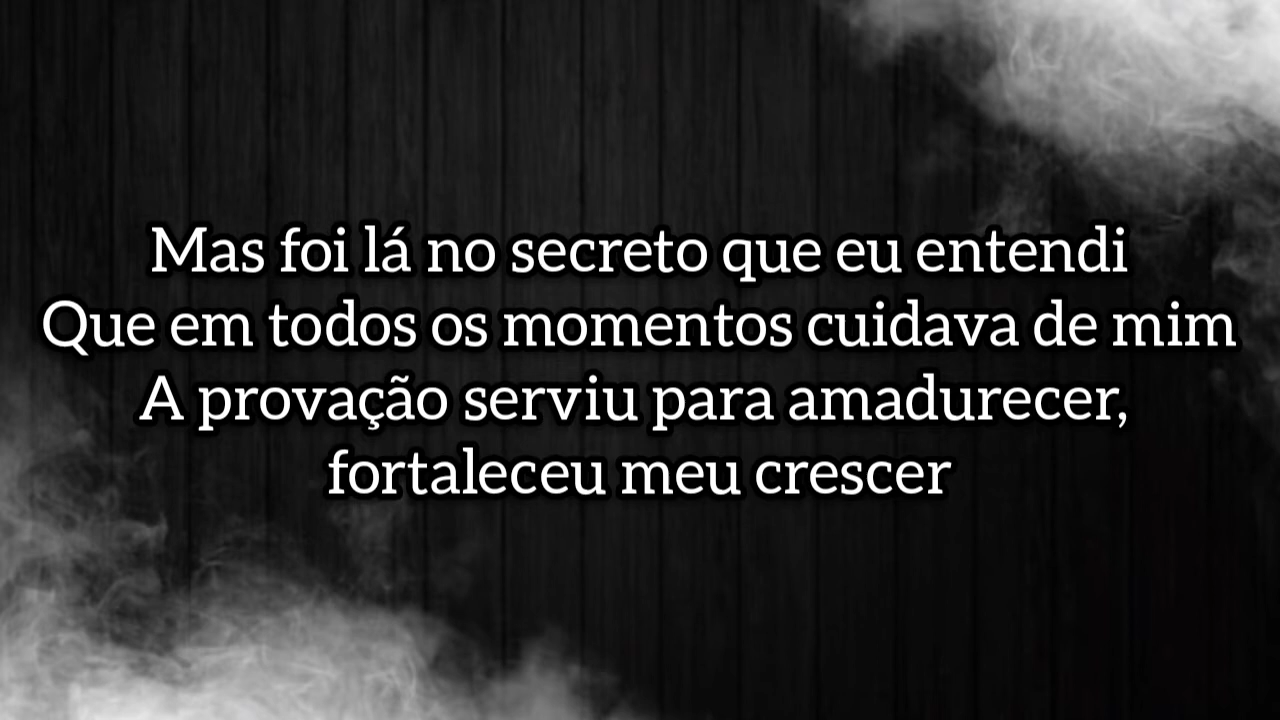 Mas foi lá no secreto que eu entendi
Que em todos os momentos cuidava de mim
A provação serviu para amadurecer,
fortaleceu meu crescer